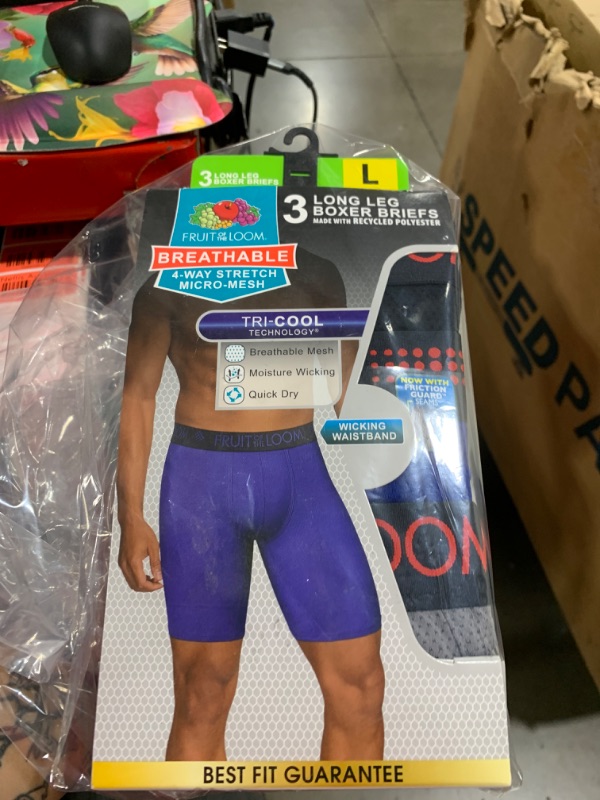 3 LONG LEG
BOXER BRIEFS
L
3 LONG LEG
BOXER BRIEFS
MADE WITH RECYCLED POLYESTER
FRUIT OF THE LOOM.
BREATHABLE
4-WAY STRETCH
MICRO-MESH
TRI-COOL
TECHNOLOGY®
Breathable Mesh
Moisture Wicking
Quick Dry
NOW WITH
FRICTION
GUARD
SEAM
WICKING
WAISTBAND
FRUIT OF THE LOOM
OOM
BEST FIT GUARANTEE
SPEED PA